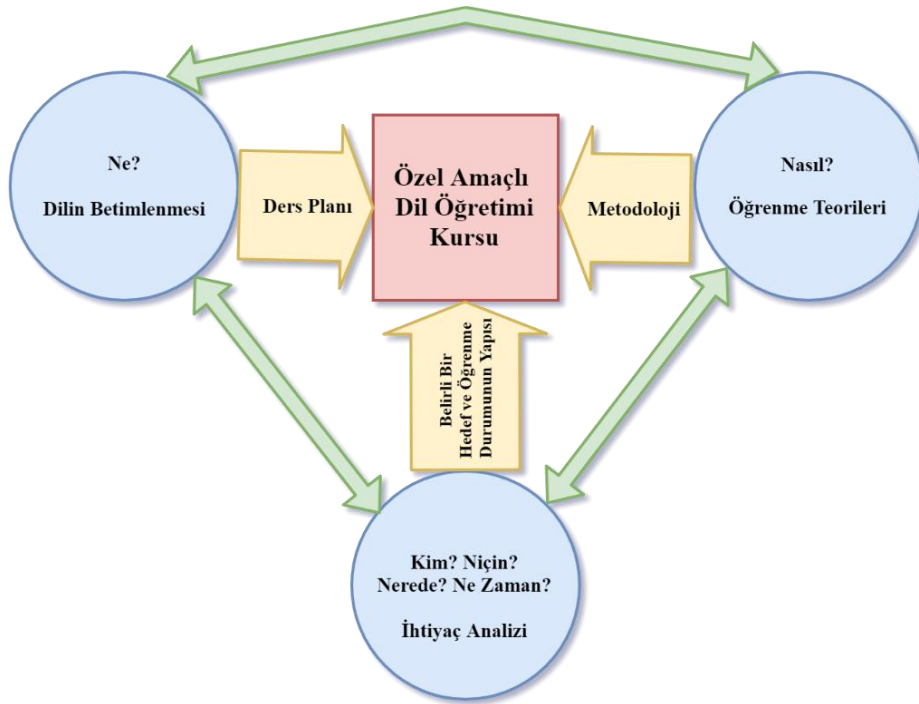 Ne?
Dilin Betimlenmesi
Ders Planı
Özel Amaçlı
Dil Öğretimi
Kursu
Metodoloji
Nasıl?
Öğrenme Teorileri
Belirli Bir
Hedef ve Öğrenme
Durumunun Yapısı
Kim? Niçin?
Nerede? Ne Zaman?
İhtiyaç Analizi